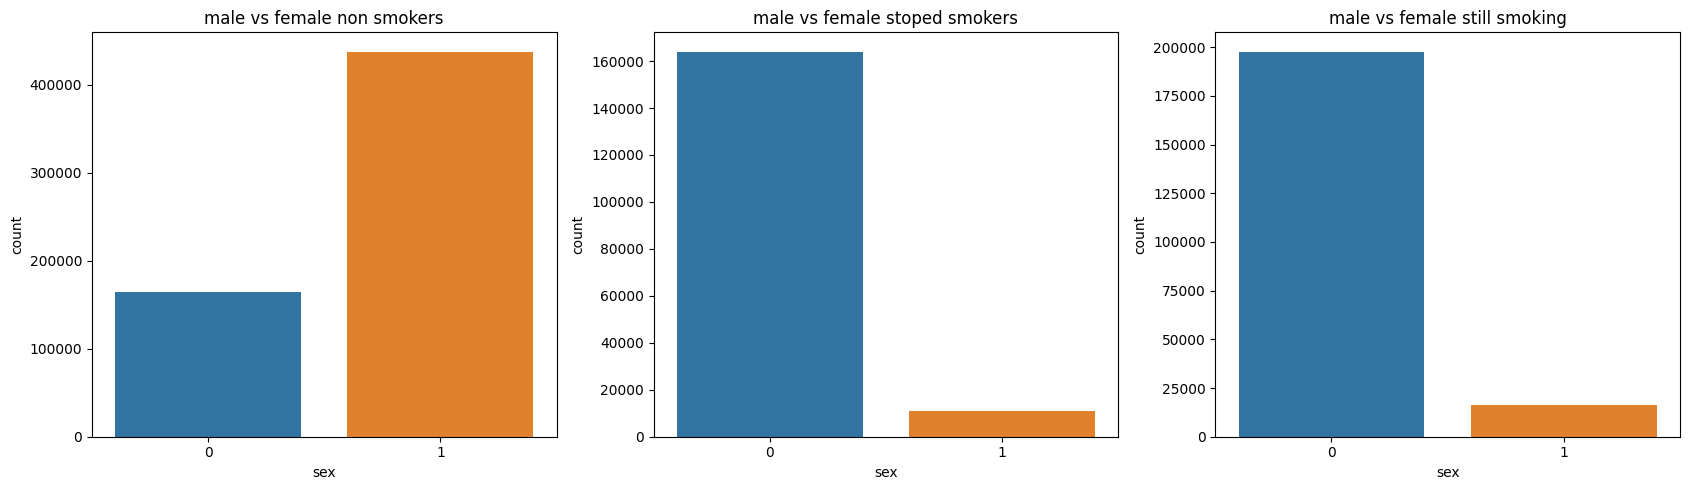 male vs female non smokers
400000
300000
200000
100000
0
count
0 1
sex
male vs female stoped smokers
160000
140000
120000
100000
80000
60000
40000
20000
0
count
0 1
sex
male vs female still smoking
200000
175000
150000
125000
100000
75000
50000
25000
0
count
0 1
sex